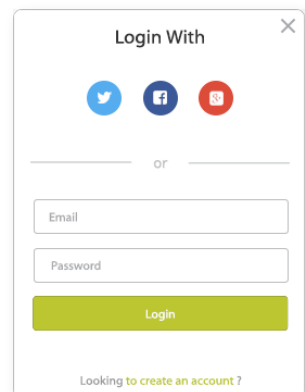 Login With
or
Email
Password
Login
Looking to create an account ?